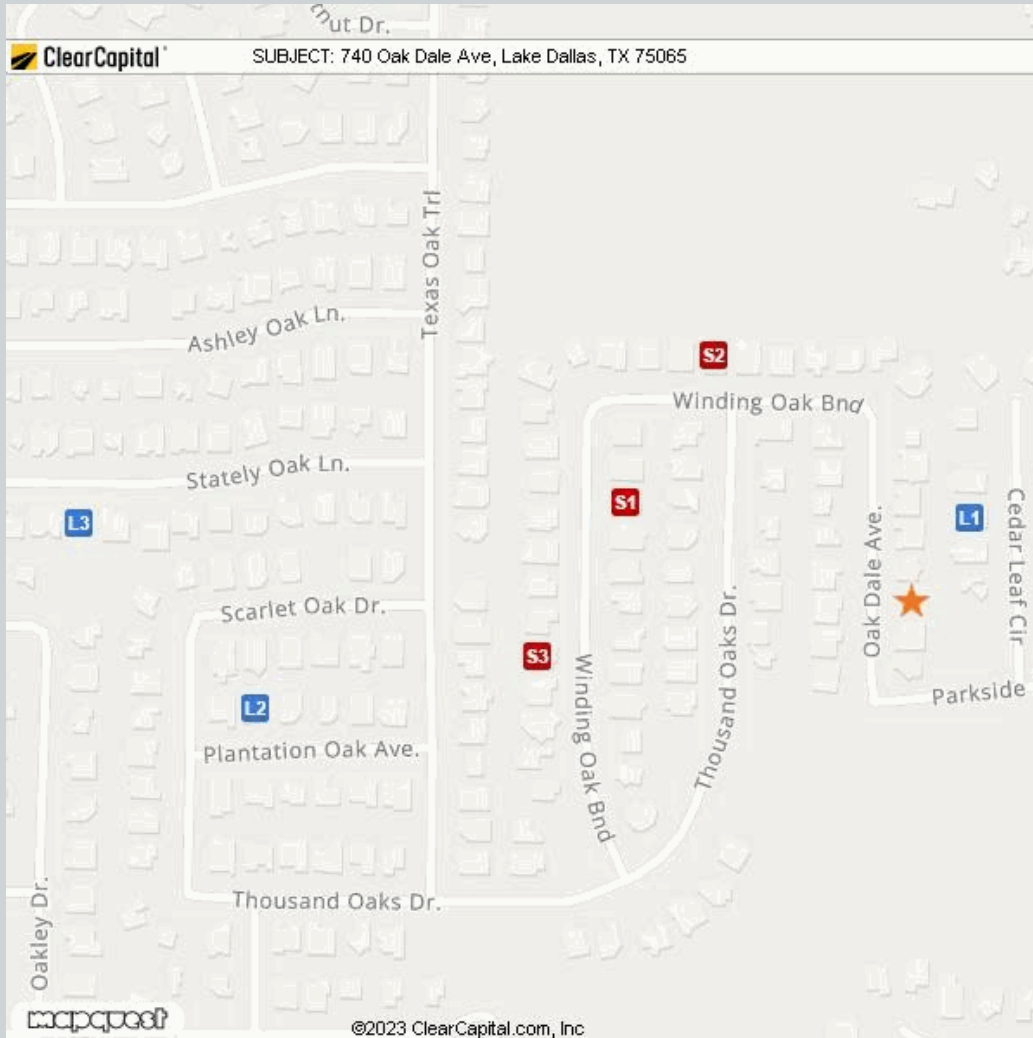 ut Dr.
ClearCapital
SUBJECT: 740 Oak Dale Ave, Lake Dallas, TX 75065
Texas Oak Trl
Ashley Oak Ln.
S2
Winding Oak Bnd
Stately Oak Ln.
L3
S1
L1
Cedar Leaf Cir
Oak Dale Ave.
Scarlet Oak Dr.
Thousand Oaks Dr.
S3
Winding Oak Bnd
L2
Parkside
Plantation Oak Ave.
Thousand Oaks Dr.
Oakley Dr.
mapquest
©2023 ClearCapital.com, Inc